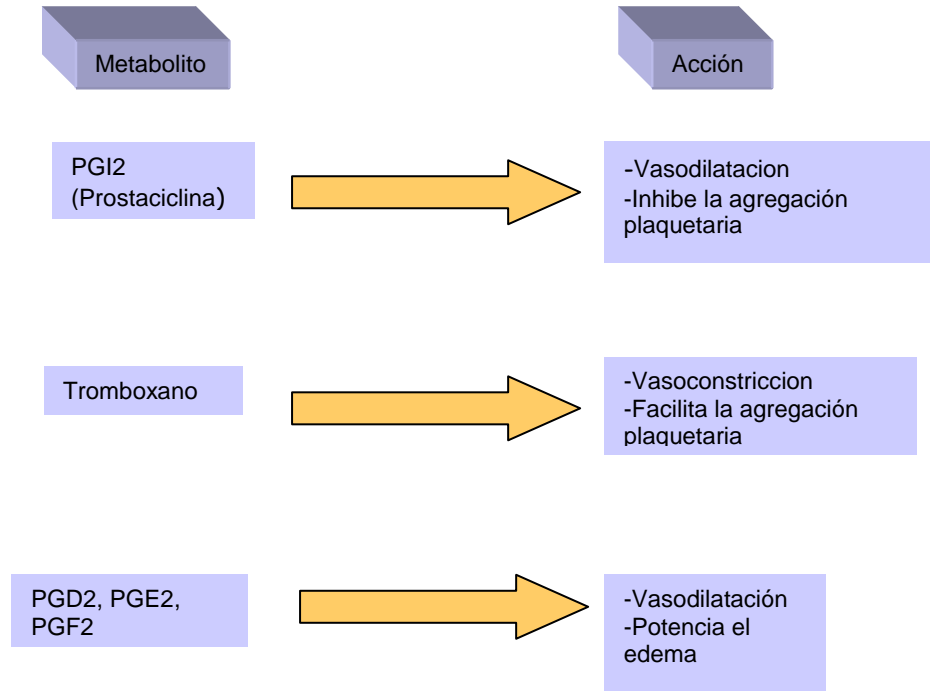 Metabolito
Acción
PGI2
(Prostaciclina)
-Vasodilatacion
-Inhibe la agregación
plaquetaria
Tromboxano
-Vasoconstriccion
-Facilita la agregación
plaquetaria
PGD2, PGE2,
PGF2
-Vasodilatación
-Potencia el
edema